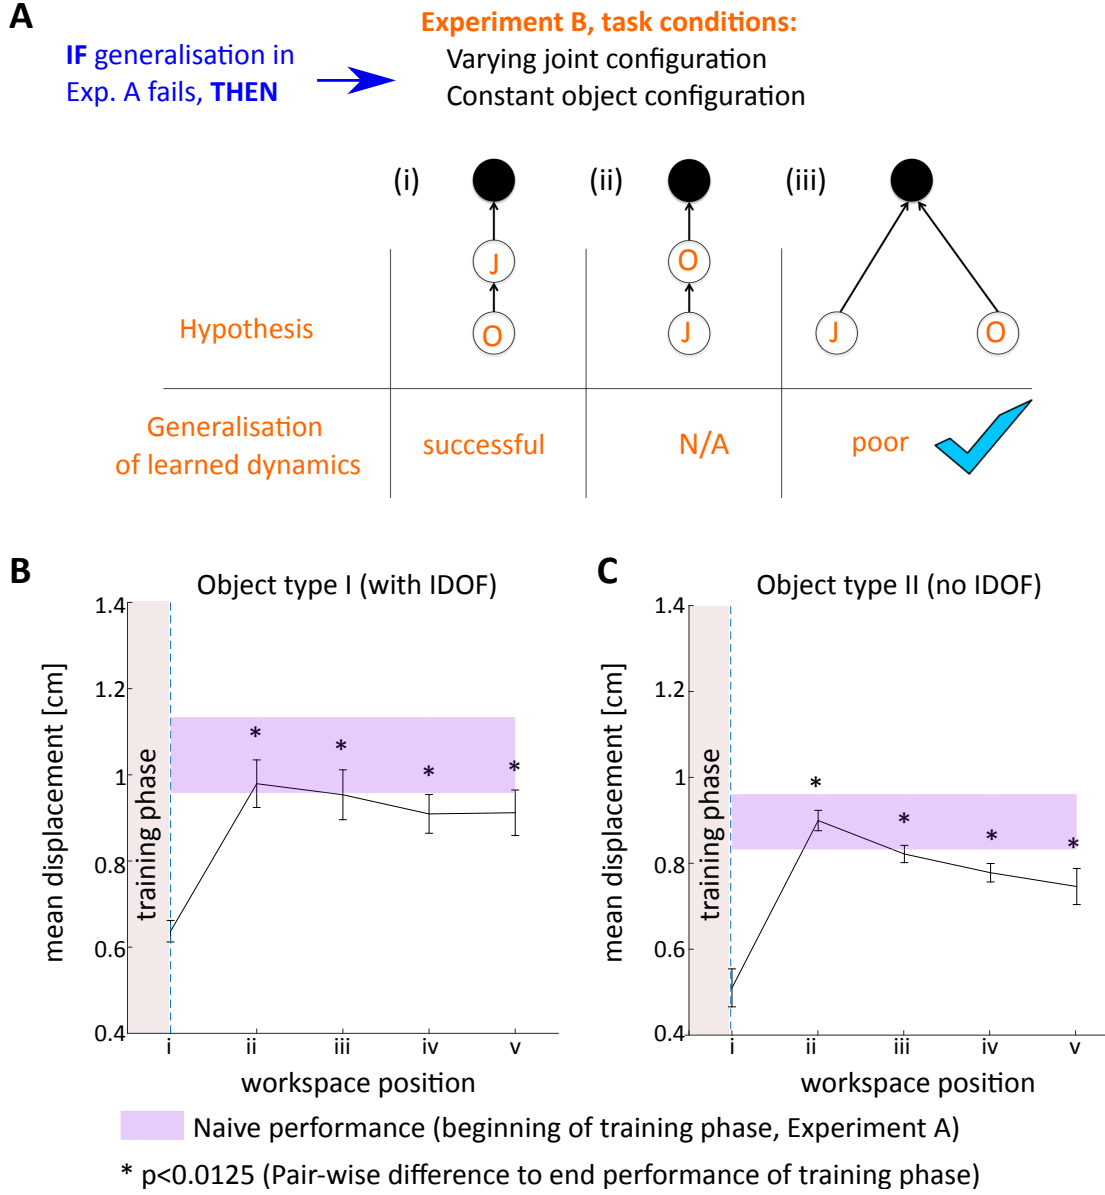 A
IF generalisation in
Exp. A fails, THEN
Experiment B, task conditions:
Varying joint configuration
Constant object configuration
(i)
(ii)
(iii)
J
O
O
J
J
O
Hypothesis
Generalisation
of learned dynamics
successful
N/A
poor
B
Object type I (with IDOF)
1.4
1.2
1
0.8
0.6
0.4
mean displacement [cm]
training phase
* * * *
i ii iii iv v
workspace position
C
Object type II (no IDOF)
1.4
1.2
1
0.8
0.6
0.4
mean displacement [cm]
training phase
* * * *
i ii iii iv v
workspace position
Naive performance (beginning of training phase, Experiment A)
* p<0.0125 (Pair-wise difference to end performance of training phase)